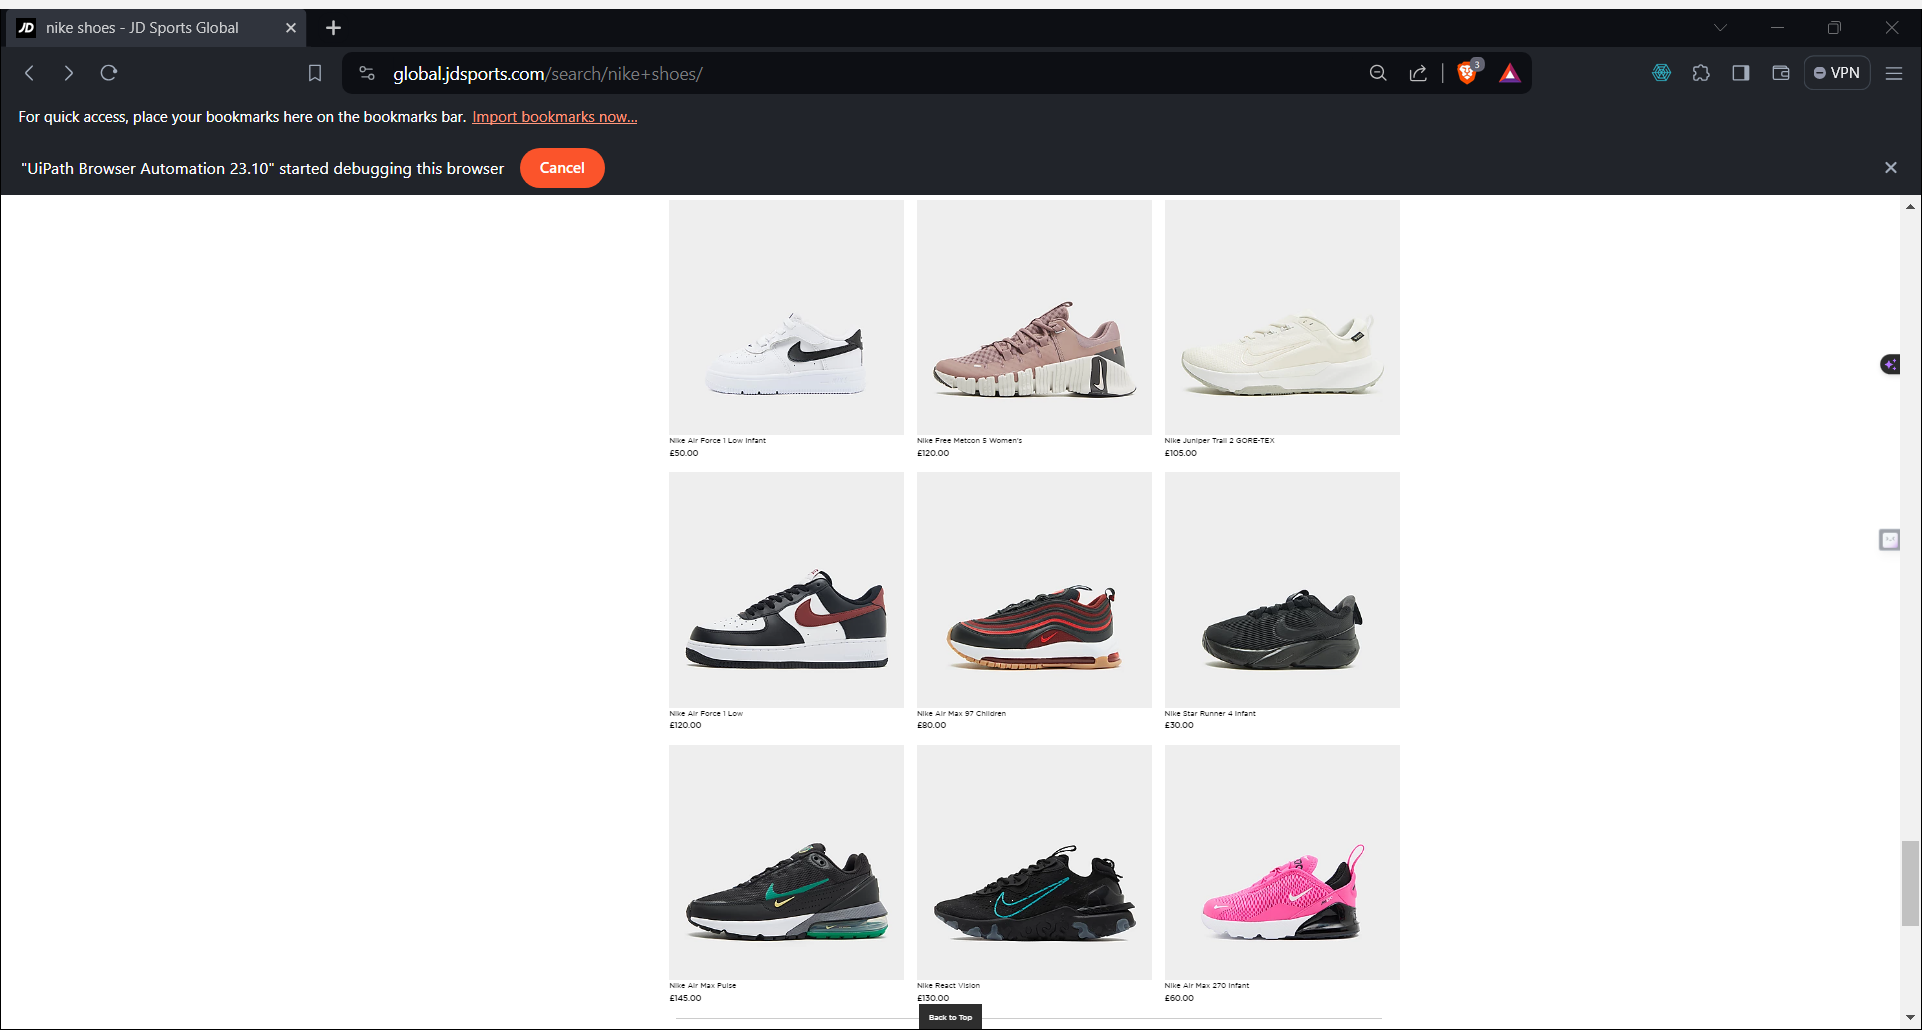 JD nike shoes - JD Sports Global
global.jdsports.com/search/nike+shoes/
3
VPN
For quick access, place your bookmarks here on the bookmarks bar. Import bookmarks now...
"UiPath Browser Automation 23.10" started debugging this browser
Cancel
Nike Air Force 1 Low Infant
£50.00
Nike Free Metcon 5 Women's
£120.00
Nike Juniper Trail 2 GORE-TEX
£105.00
Nike Air Force 1 Low
£120.00
Nike Air Max 97 Children
£80.00
Nike Star Runner 4 Infant
£30.00
Nike Air Max Pulse
£145.00
Nike React Vision
£130.00
Nike Air Max 270 Infant
£60.00
Back to Top